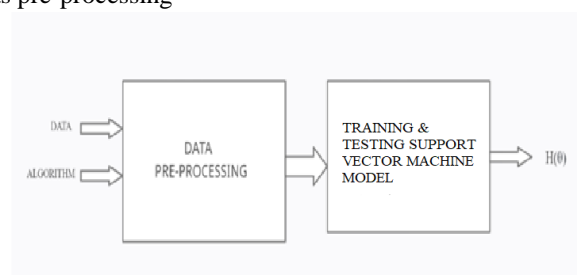 s pre-processing
DATA
ALGORITHM
DATA
PRE-PROCESSING
TRAINING &
TESTING SUPPORT
VECTOR MACHINE
MODEL
H(θ)